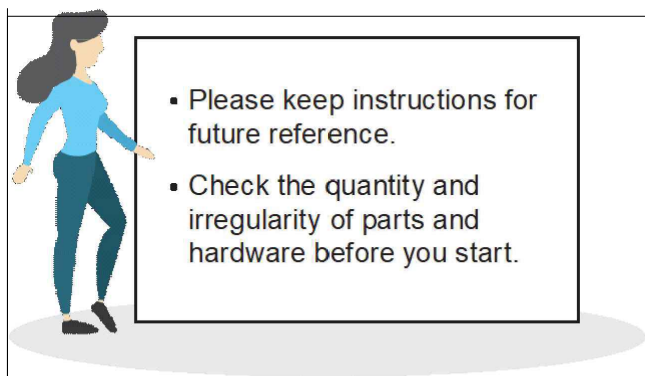 ▪ Please keep instructions for
future reference.
▪ Check the quantity and
irregularity of parts and
hardware before you start.